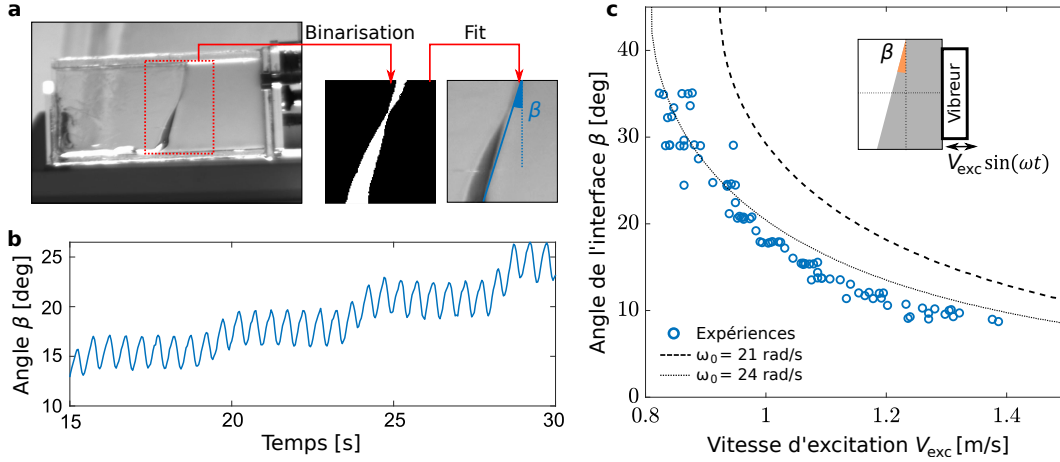 a
Binarisation
Fit
β
b
Angle β [deg]
25
20
15
10
15
20
25
30
Temps [s]
c
Angle de l'interface β [deg]
40
30
20
10
0
0.8
1
1.2
1.4
Vitesse d'excitation Vexc [m/s]
β
Vibreur
Vexc sin(ωt)
Expériences
ω0 = 21 rad/s
ω0 = 24 rad/s